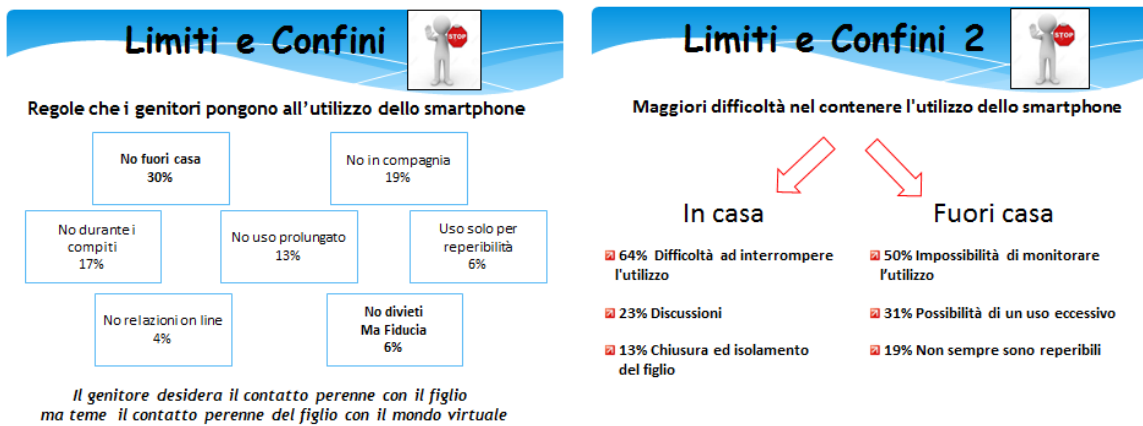 Limiti e Confini
STOP
Regole che i genitori pongono all'utilizzo dello smartphone
No fuori casa
30%
No in compagnia
19%
No durante i
compiti
17%
No uso prolungato
13%
Uso solo per
reperibilità
6%
No relazioni on line
4%
No divieti
Ma Fiducia
6%
Il genitore desidera il contatto perenne con il figlio
ma teme il contatto perenne del figlio con il mondo virtuale
Limiti e Confini 2
STOP
Maggiori difficoltà nel contenere l'utilizzo dello smartphone
In casa
64% Difficoltà ad interrompere
l'utilizzo
23% Discussioni
13% Chiusura ed isolamento
del figlio
Fuori casa
50% Impossibilità di monitorare
l’utilizzo
31% Possibilità di un uso eccessivo
19% Non sempre sono reperibili